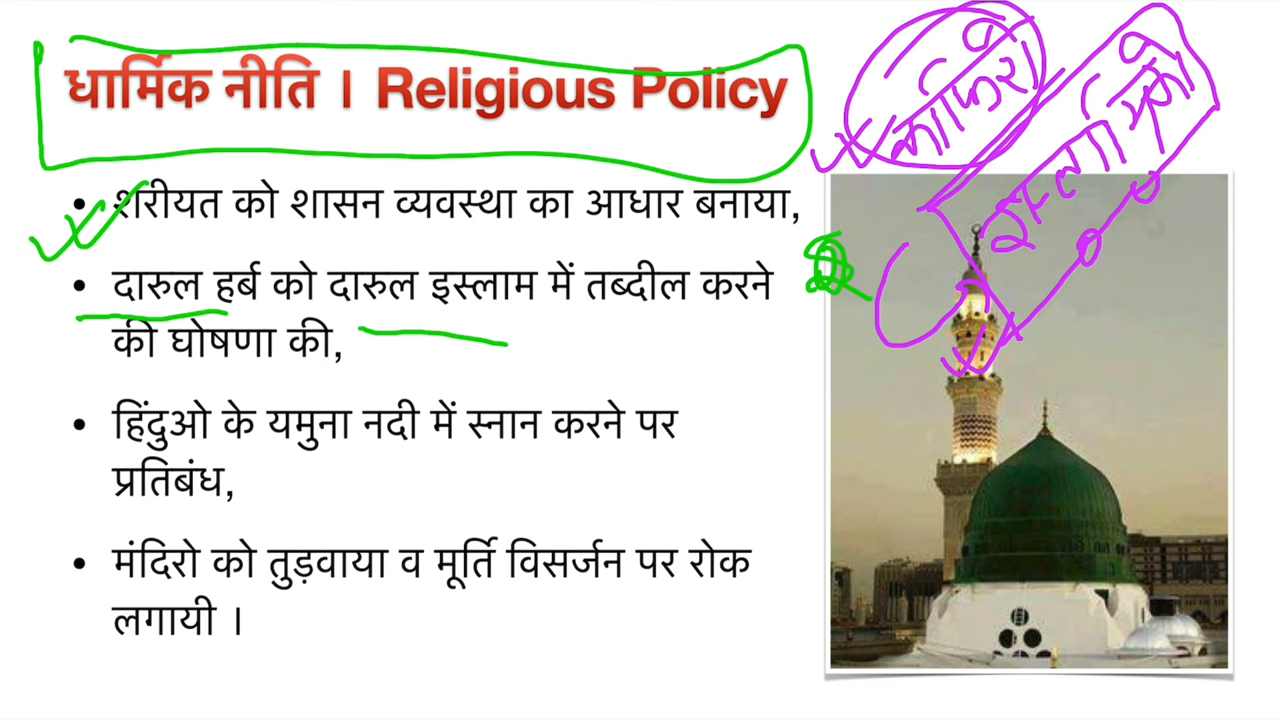 धार्मिक नीति । Religious Policy
• शरीयत को शासन व्यवस्था का आधार बनाया,
• दारुल हर्ब को दारुल इस्लाम में तब्दील करने
की घोषणा की,
• हिंदुओ के यमुना नदी में स्नान करने पर
प्रतिबंध,
• मंदिरो को तुड़वाया व मूर्ति विसर्जन पर रोक
लगायी ।
काफिरो